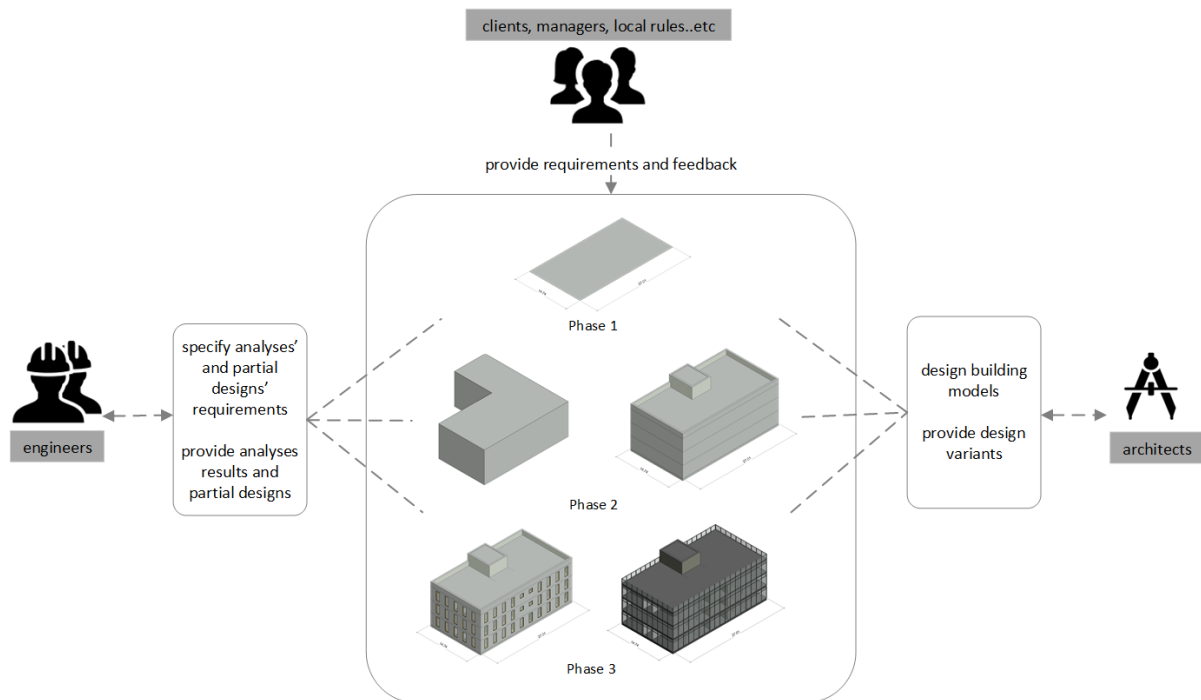 clients, managers, local rules..etc
provide requirements and feedback
Phase 1
specify analyses'
and partial
designs'
requirements
provide analyses
results and
partial designs
engineers
design building
models
provide design
variants
architects
Phase 2
Phase 3